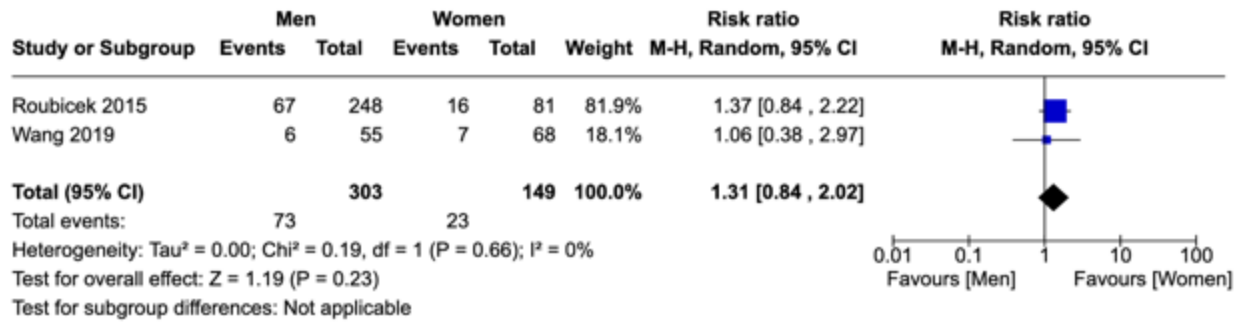 Men Women Risk ratio Risk ratio
Study or Subgroup Events Total Events Total Weight M-H, Random, 95% CI M-H, Random, 95% CI
Roubicek 2015 67 248 16 81 81.9% 1.37 [0.84 , 2.22]
Wang 2019 6 55 7 68 18.1% 1.06 [0.38 , 2.97]
Total (95% CI) 303 149 100.0% 1.31 [0.84 , 2.02]
Total events: 73 23
Heterogeneity: Tau² = 0.00; Chi² = 0.19, df = 1 (P = 0.66); I² = 0%
Test for overall effect: Z = 1.19 (P = 0.23)
Test for subgroup differences: Not applicable
0.01 0.1 1 10 100
Favours [Men] Favours [Women]